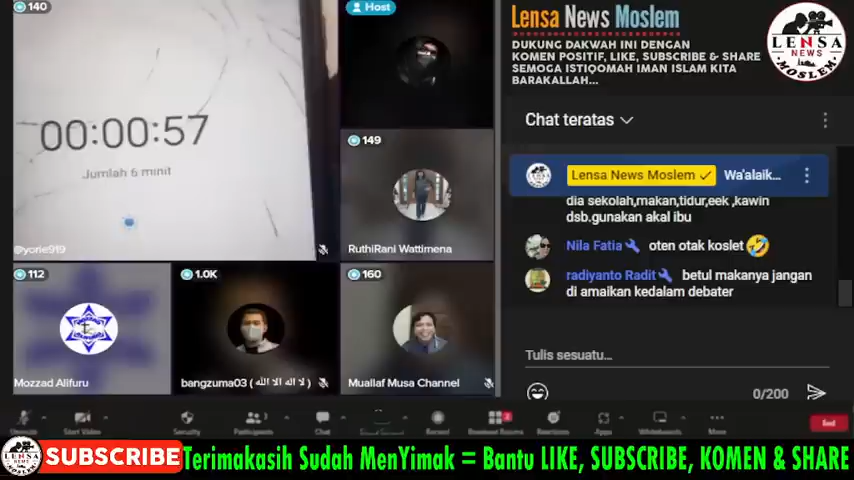 140
00:00:57
Jumlah 6 minit
@yorie919
Host
149
RuthiRani Wattimena
112
Mozzad Alifuru
1.0K
bangzuma03 ( لا اله الا الله )
160
Muallaf Musa Channel
Lensa News Moslem
DUKUNG DAKWAH INI DENGAN
KOMEN POSITIF, LIKE, SUBSCRIBE & SHARE
SEMOGA ISTIQOMAH IMAN ISLAM KITA
BARAKALLAH...
LENSA
NEWS
MOSLEM
Chat teratas
Lensa News Moslem Wa'alaik...
dia sekolah,makan,tidur,eek ,kawin
dsb.gunakan akal ibu
Nila Fatia oten otak koslet 🤣
radiyanto Radit betul makanya jangan
di amaikan kedalam debater
Tulis sesuatu...
0/200
Unmute
Start Video
Security
Participants
Chat
Record
Breakout Rooms
Reactions
Apps
Whiteboards
More
End
LENSA
NEWS
MOSLEM
SUBSCRIBE
Terimakasih Sudah MenYimak = Bantu LIKE, SUBSCRIBE, KOMEN & SHARE